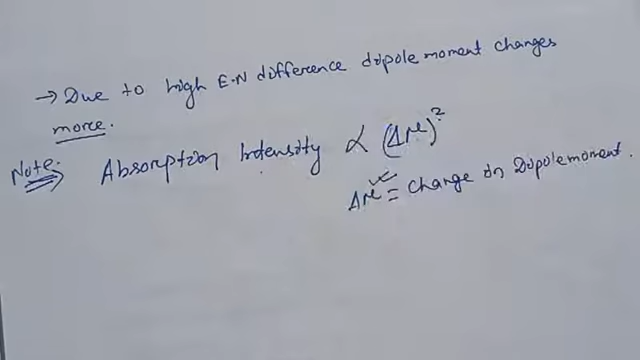 → Due to high E.N difference dipole moment changes
more.
Note. Absorption Intensity ∝ (Δμ)²
Δμ = change in Dipolemoment.